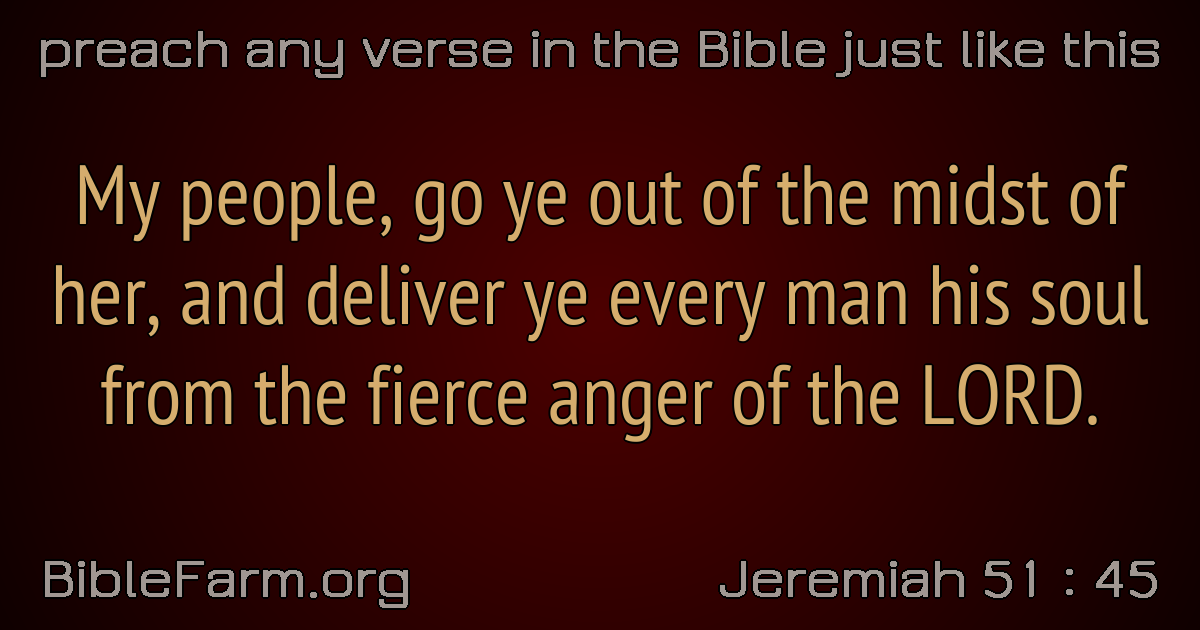 preach any verse in the Bible just like this
My people, go ye out of the midst of
her, and deliver ye every man his soul
from the fierce anger of the LORD.
BibleFarm.org
Jeremiah 51 : 45